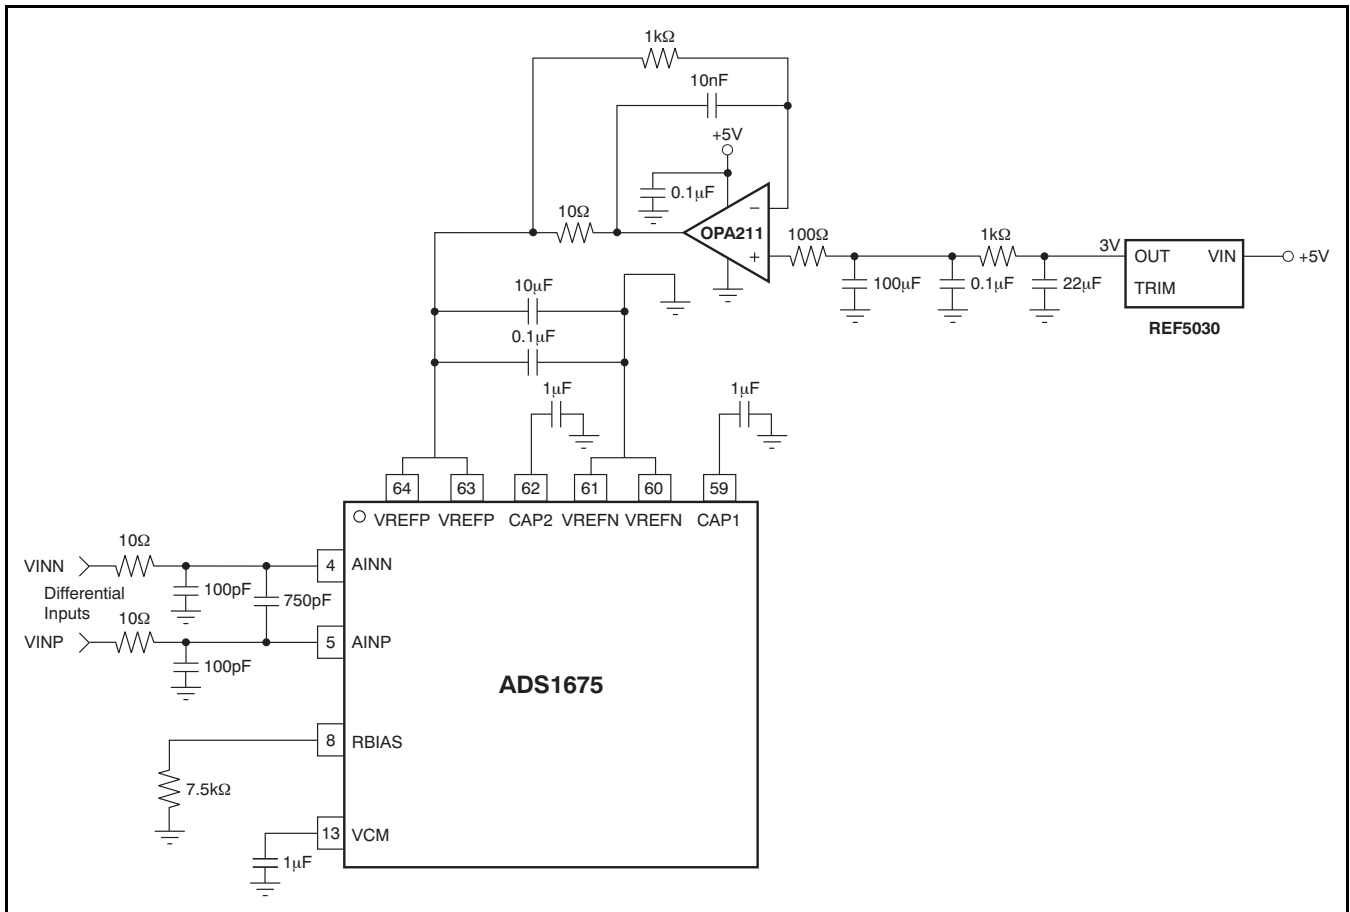 1kΩ
10nF
+5V
0.1μF
10Ω
−
OPA211
+
100Ω
1kΩ
3V
OUT VIN
+5V
TRIM
100μF
0.1μF
22μF
REF5030
10μF
0.1μF
1μF
1μF
64 63 62 61 60 59
VREFP VREFP CAP2 VREFN VREFN CAP1
10Ω
VINN
4 AINN
100pF
750pF
Differential
Inputs
10Ω
VINP
5 AINP
100pF
ADS1675
8 RBIAS
7.5kΩ
13 VCM
1μF